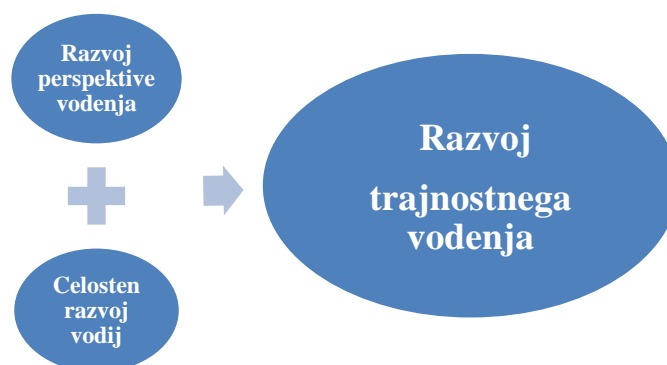 Razvoj
perspektive
vodenja
Celosten
razvoj
vodij
Razvoj
trajnostnega
vodenja